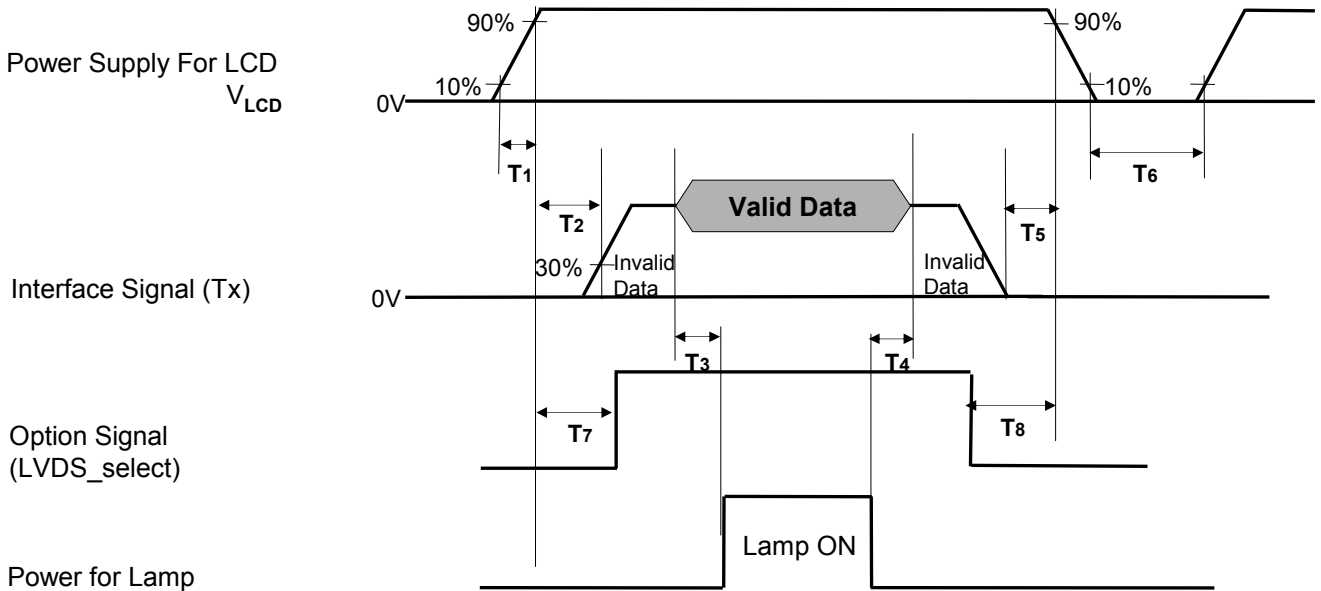 90%
90%
Power Supply For LCD
VLCD
10%
10%
0V
T1
T6
Valid Data
T2
T5
30%
Invalid
Data
Invalid
Data
Interface Signal (Tx)
0V
T3
T4
T7
T8
Option Signal
(LVDS_select)
Lamp ON
Power for Lamp